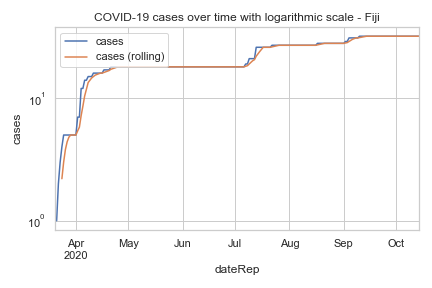 COVID-19 cases over time with logarithmic scale - Fiji
cases
cases (rolling)
10¹
10⁰
cases
Apr
2020
May
Jun
Jul
Aug
Sep
Oct
dateRep